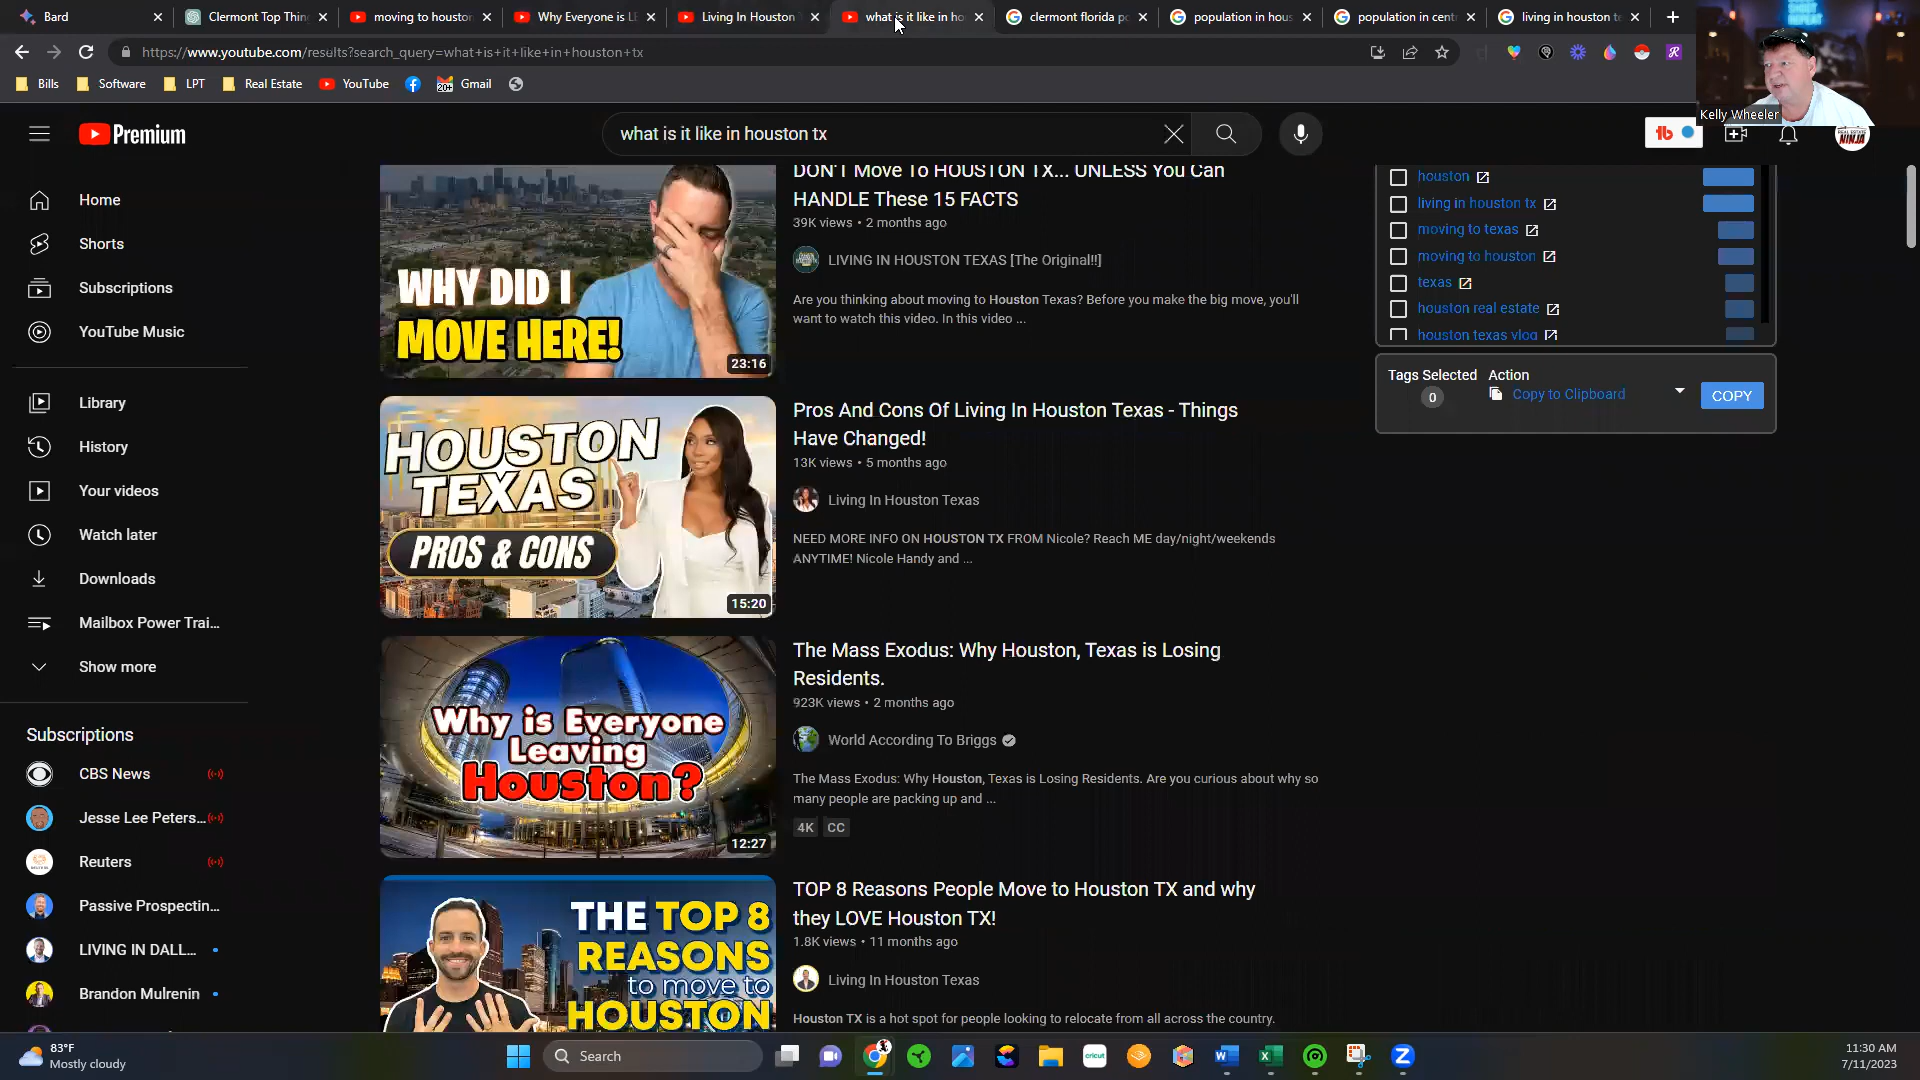 Bard
Clermont Top Thin
moving to houston
Why Everyone is LE
Living In Houston
what is it like in ho
clermont florida po
population in hous
population in cent
living in houston te
https://www.youtube.com/results?search_query=what+is+it+like+in+houston+tx
Bills
Software
LPT
Real Estate
YouTube
20+
Gmail
Kelly Wheeler
Premium
what is it like in houston tx
Home
Shorts
Subscriptions
YouTube Music
Library
History
Your videos
Watch later
Downloads
Mailbox Power Trai...
Show more
Subscriptions
CBS News
Jesse Lee Peters...
Reuters
Passive Prospectin...
LIVING IN DALL...
Brandon Mulrenin
WHY DID I
MOVE HERE!
23:16
DON'T Move To HOUSTON TX... UNLESS You Can
HANDLE These 15 FACTS
39K views • 2 months ago
LIVING IN HOUSTON TEXAS [The Original!!]
Are you thinking about moving to Houston Texas? Before you make the big move, you'll
want to watch this video. In this video ...
HOUSTON
TEXAS
PROS & CONS
15:20
Pros And Cons Of Living In Houston Texas - Things
Have Changed!
13K views • 5 months ago
Living In Houston Texas
NEED MORE INFO ON HOUSTON TX FROM Nicole? Reach ME day/night/weekends
ANYTIME! Nicole Handy and ...
Why is Everyone
Leaving
Houston?
12:27
The Mass Exodus: Why Houston, Texas is Losing
Residents.
923K views • 2 months ago
World According To Briggs
The Mass Exodus: Why Houston, Texas is Losing Residents. Are you curious about why so
many people are packing up and ...
4K CC
THE TOP 8
REASONS
to move to
HOUSTON
TOP 8 Reasons People Move to Houston TX and why
they LOVE Houston TX!
1.8K views • 11 months ago
Living In Houston Texas
Houston TX is a hot spot for people looking to relocate from all across the country.
houston
living in houston tx
moving to texas
moving to houston
texas
houston real estate
houston texas vlog
Tags Selected
0
Action
Copy to Clipboard
COPY
83°F
Mostly cloudy
Search
cricut
11:30 AM
7/11/2023